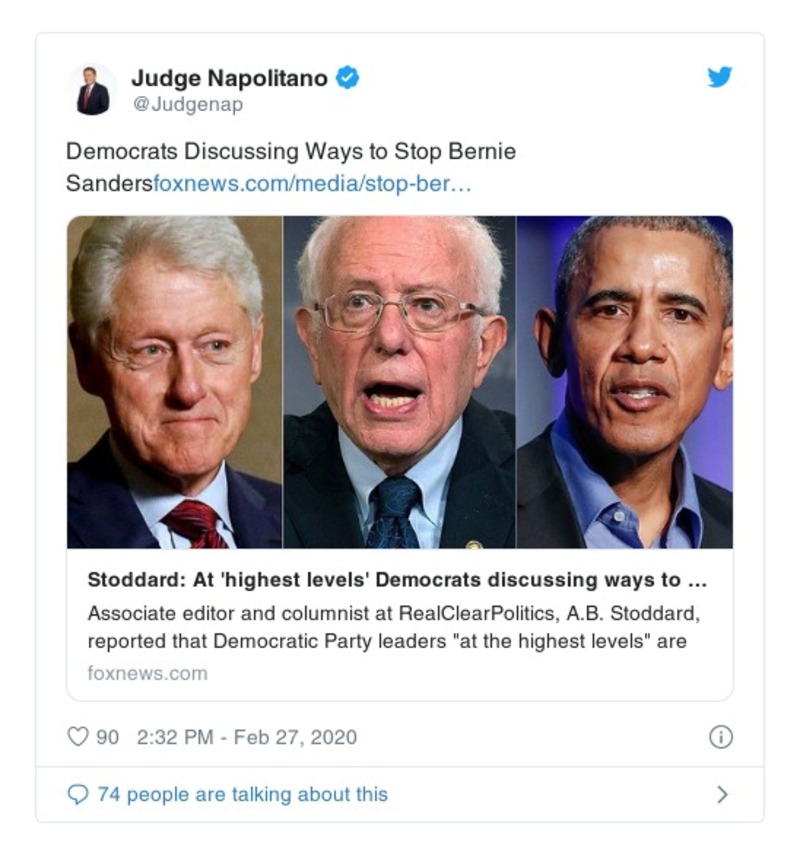 Judge Napolitano
@Judgenap
Democrats Discussing Ways to Stop Bernie
Sandersfoxnews.com/media/stop-ber…
Stoddard: At 'highest levels' Democrats discussing ways to ...
Associate editor and columnist at RealClearPolitics, A.B. Stoddard,
reported that Democratic Party leaders "at the highest levels" are
foxnews.com
90 2:32 PM - Feb 27, 2020
74 people are talking about this